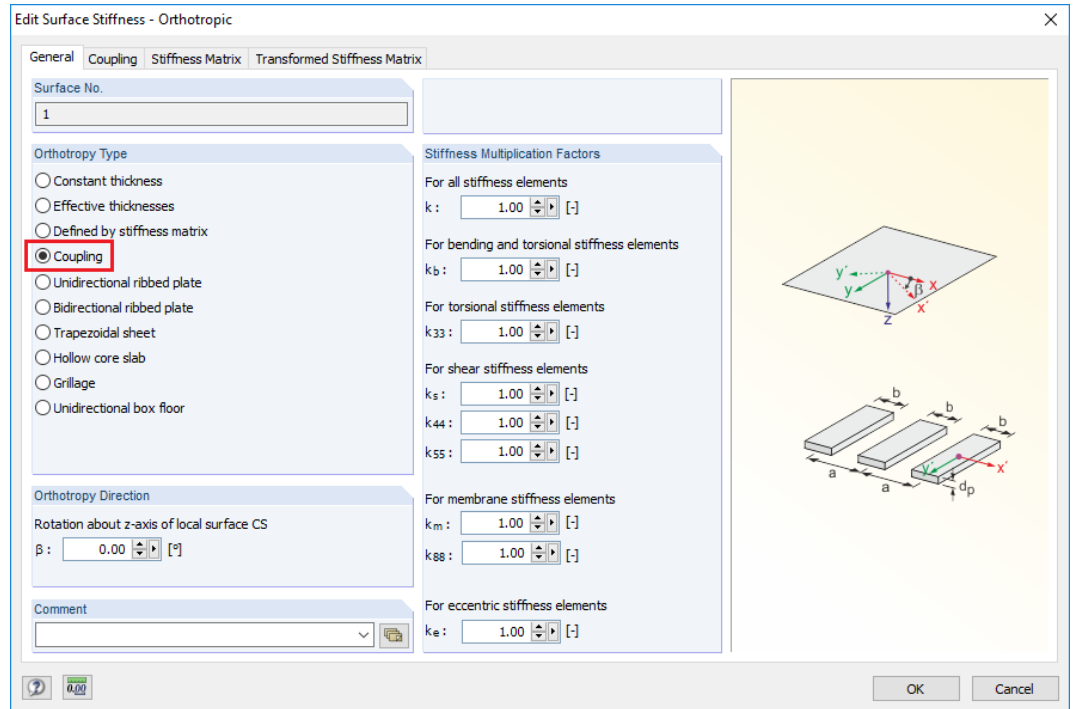 Edit Surface Stiffness - Orthotropic
General Coupling Stiffness Matrix Transformed Stiffness Matrix
Surface No.
1
Orthotropy Type
Constant thickness
Effective thicknesses
Defined by stiffness matrix
Coupling
Unidirectional ribbed plate
Bidirectional ribbed plate
Trapezoidal sheet
Hollow core slab
Grillage
Unidirectional box floor
Orthotropy Direction
Rotation about z-axis of local surface CS
β : 0.00 [°]
Comment
Stiffness Multiplication Factors
For all stiffness elements
k : 1.00 [-]
For bending and torsional stiffness elements
kb : 1.00 [-]
For torsional stiffness elements
k33 : 1.00 [-]
For shear stiffness elements
ks : 1.00 [-]
k44 : 1.00 [-]
k55 : 1.00 [-]
For membrane stiffness elements
km : 1.00 [-]
k88 : 1.00 [-]
For eccentric stiffness elements
ke : 1.00 [-]
y´ x
y β
x´
z
b
b
b
a
a
y´ x´
dp
0.00
OK Cancel